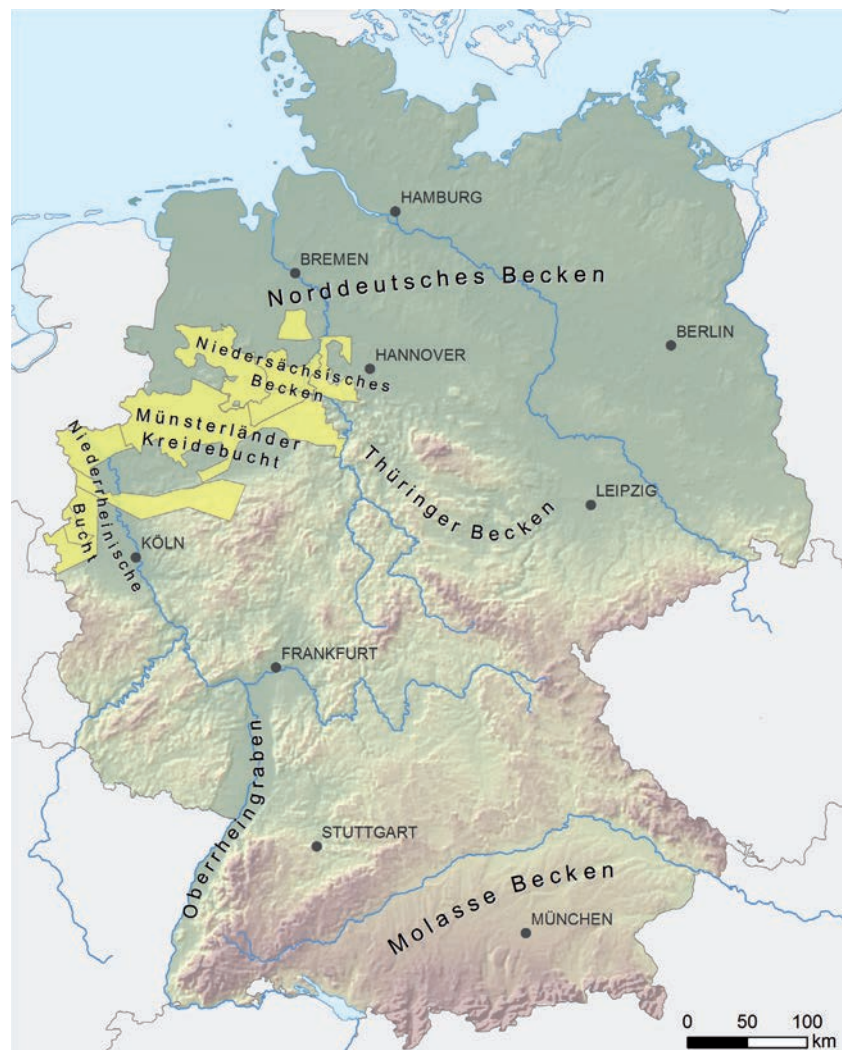 HAMBURG
BREMEN
Norddeutsches Becken
BERLIN
HANNOVER
Niedersächsisches
Becken
Münsterländer
Kreidebucht
Thüringer Becken
LEIPZIG
Niederrheinische
Bucht
KÖLN
FRANKFURT
Oberrheingraben
STUTTGART
Molasse Becken
MÜNCHEN
0 50 100
km